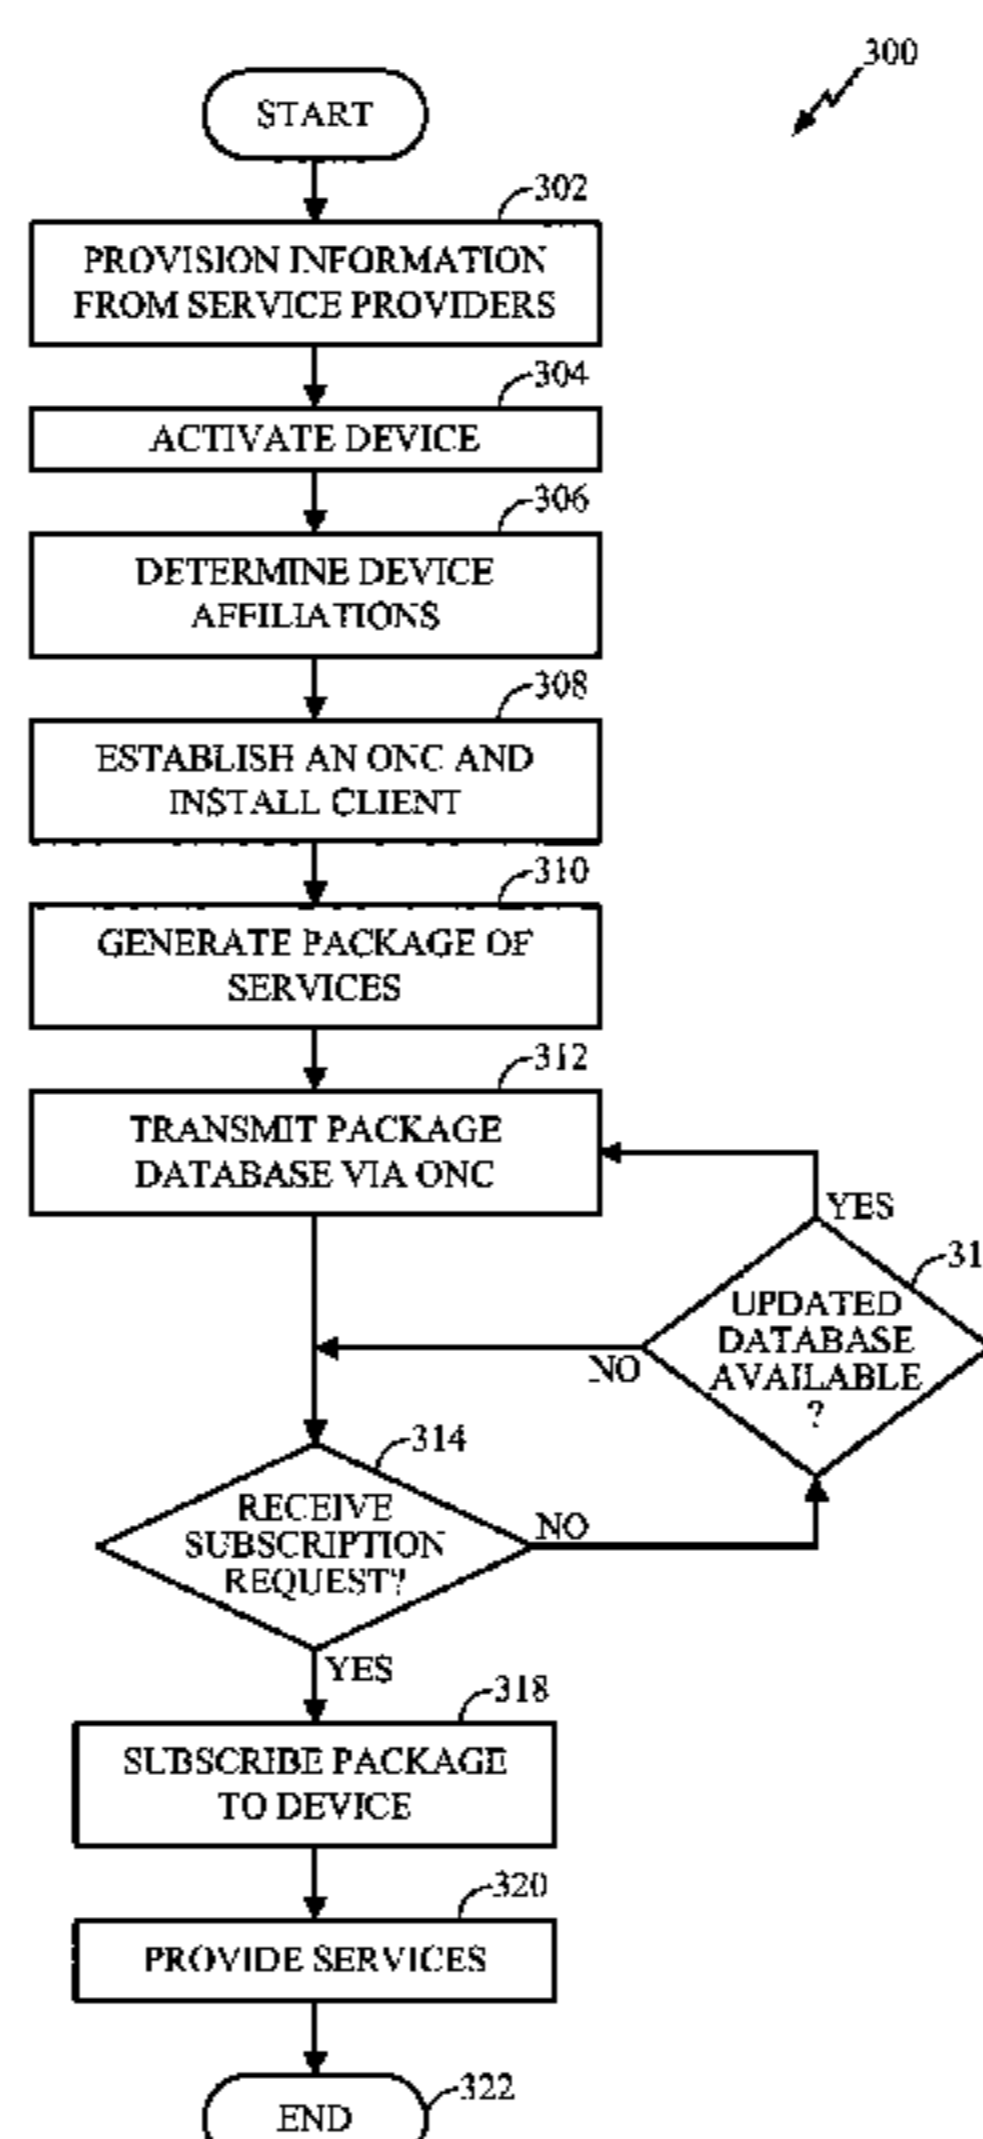 300
START
302
PROVISION INFORMATION
FROM SERVICE PROVIDERS
304
ACTIVATE DEVICE
306
DETERMINE DEVICE
AFFILIATIONS
308
ESTABLISH AN ONC AND
INSTALL CLIENT
310
GENERATE PACKAGE OF
SERVICES
312
TRANSMIT PACKAGE
DATABASE VIA ONC
YES
31
UPDATED
DATABASE
AVAILABLE
?
NO
314
RECEIVE
SUBSCRIPTION
REQUEST?
NO
YES
318
SUBSCRIBE PACKAGE
TO DEVICE
320
PROVIDE SERVICES
322
END